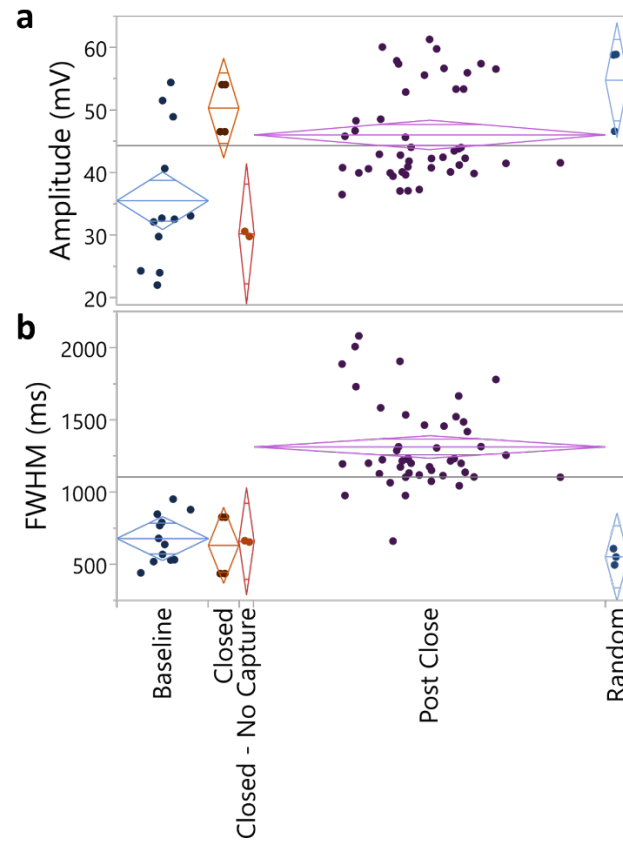 a
Amplitude (mV)
60
50
40
30
20
b
FWHM (ms)
2000
1500
1000
500
Baseline
Closed
Closed - No Capture
Post Close
Random